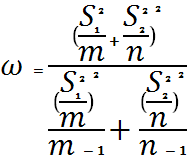 ω = (S₁²/m + S₂²/n)² / ((S₁²/m)²/(m −1) + (S₂²/n)²/(n −1))